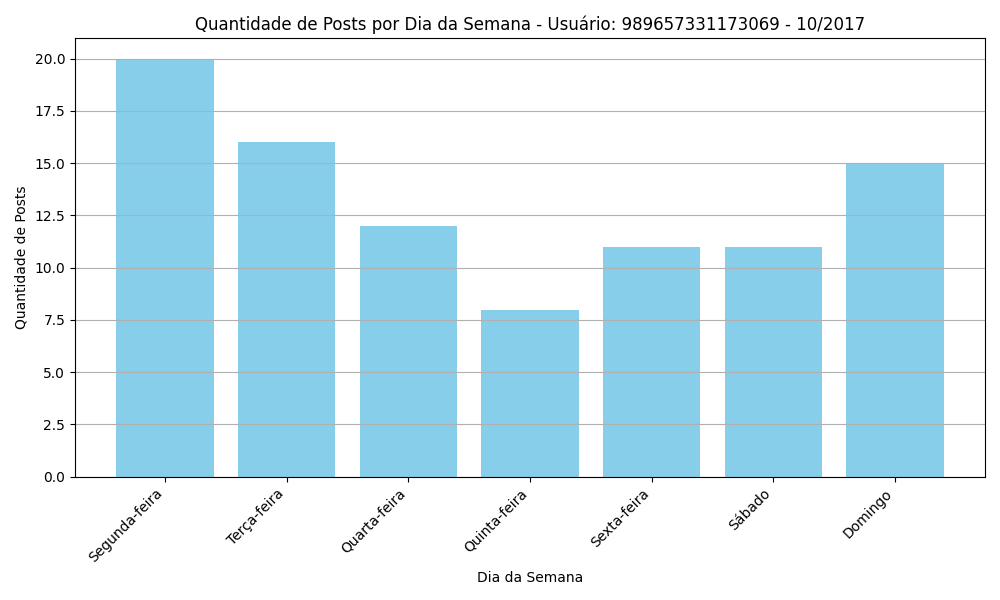 Quantidade de Posts por Dia da Semana - Usuário: 989657331173069 - 10/2017
Quantidade de Posts
20.0
17.5
15.0
12.5
10.0
7.5
5.0
2.5
0.0
Segunda-feira
Terça-feira
Quarta-feira
Quinta-feira
Sexta-feira
Sábado
Domingo
Dia da Semana